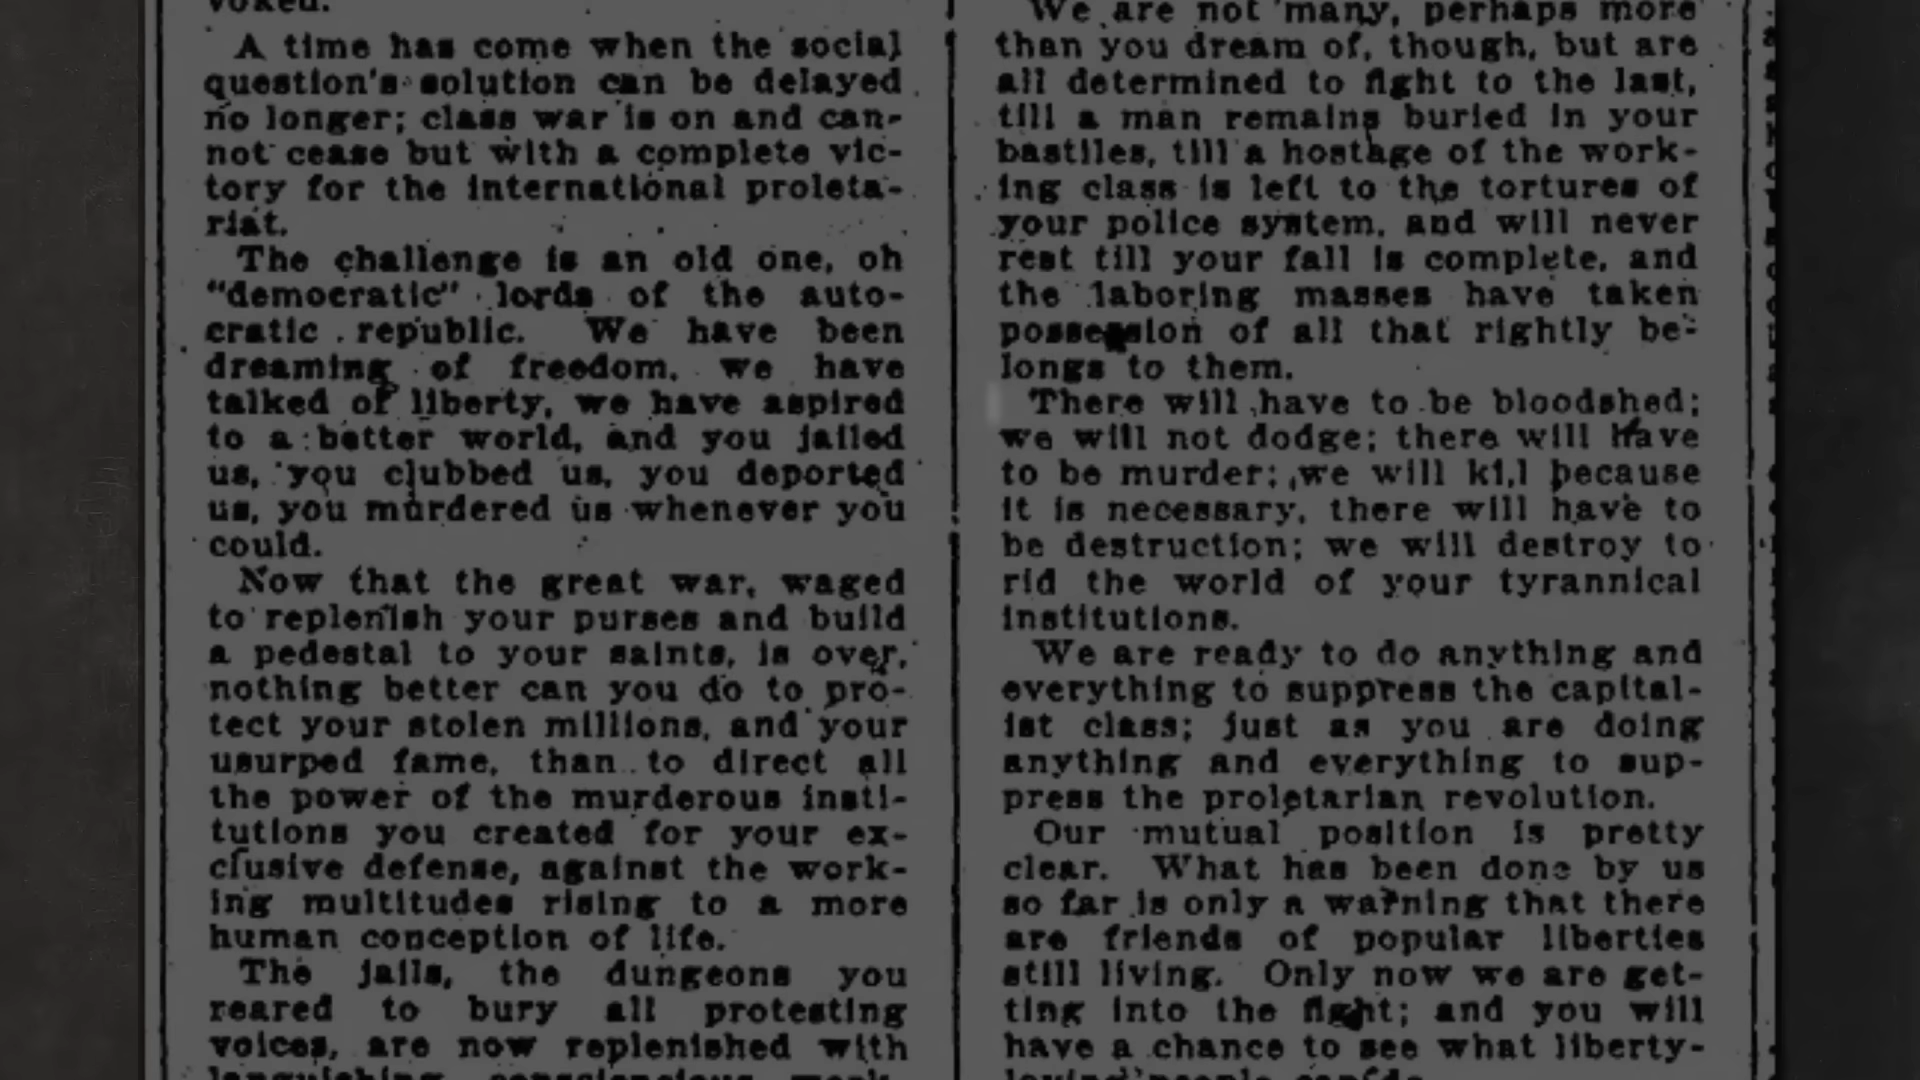 voked.
A time has come when the social
question's solution can be delayed
no longer; class war is on and can-
not cease but with a complete vic-
tory for the international proleta-
riat.
The challenge is an old one, oh
"democratic" lords of the auto-
cratic republic. We have been
dreaming of freedom, we have
talked of liberty, we have aspired
to a better world, and you jailed
us, you clubbed us, you deported
us, you murdered us whenever you
could.
Now that the great war, waged
to replenish your purses and build
a pedestal to your saints, is over,
nothing better can you do to pro-
tect your stolen millions, and your
usurped fame, than to direct all
the power of the murderous insti-
tutions you created for your ex-
clusive defense, against the work-
ing multitudes rising to a more
human conception of life.
The jails, the dungeons you
reared to bury all protesting
voices, are now replenished with
languishing conscientious work-
We are not many, perhaps more
than you dream of, though, but are
all determined to fight to the last,
till a man remains buried in your
bastiles, till a hostage of the work-
ing class is left to the tortures of
your police system, and will never
rest till your fall is complete, and
the laboring masses have taken
possession of all that rightly be-
longs to them.
There will have to be bloodshed;
we will not dodge; there will have
to be murder; we will kill because
it is necessary, there will have to
be destruction; we will destroy to
rid the world of your tyrannical
institutions.
We are ready to do anything and
everything to suppress the capital-
ist class; just as you are doing
anything and everything to sup-
press the proletarian revolution.
Our mutual position is pretty
clear. What has been done by us
so far is only a warning that there
are friends of popular liberties
still living. Only now we are get-
ting into the fight; and you will
have a chance to see what liberty-
loving people can do.